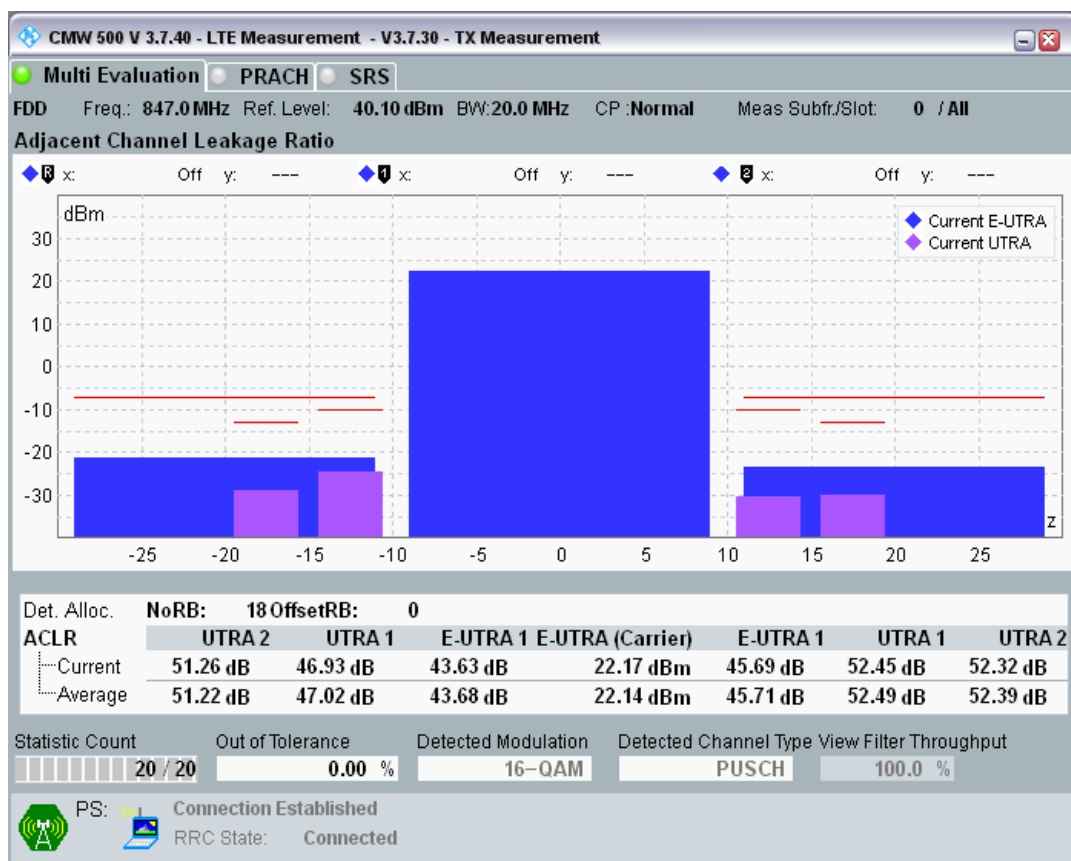 CMW 500 V 3.7.40 - LTE Measurement - V3.7.30 - TX Measurement
Multi Evaluation PRACH SRS
FDD Freq.: 847.0 MHz Ref. Level: 40.10 dBm BW:20.0 MHz CP :Normal Meas Subfr./Slot: 0 / All
Adjacent Channel Leakage Ratio
R x: Off y: --- 1 x: Off y: --- 2 x: Off y: ---
dBm
Current E-UTRA
Current UTRA
30
20
10
0
-10
-20
-30
z
-25 -20 -15 -10 -5 0 5 10 15 20 25
Det. Alloc. NoRB: 18 OffsetRB: 0
ACLR UTRA 2 UTRA 1 E-UTRA 1 E-UTRA (Carrier) E-UTRA 1 UTRA 1 UTRA 2
Current 51.26 dB 46.93 dB 43.63 dB 22.17 dBm 45.69 dB 52.45 dB 52.32 dB
Average 51.22 dB 47.02 dB 43.68 dB 22.14 dBm 45.71 dB 52.49 dB 52.39 dB
Statistic Count Out of Tolerance Detected Modulation Detected Channel Type View Filter Throughput
20 / 20 0.00 % 16-QAM PUSCH 100.0 %
PS: Connection Established
RRC State: Connected